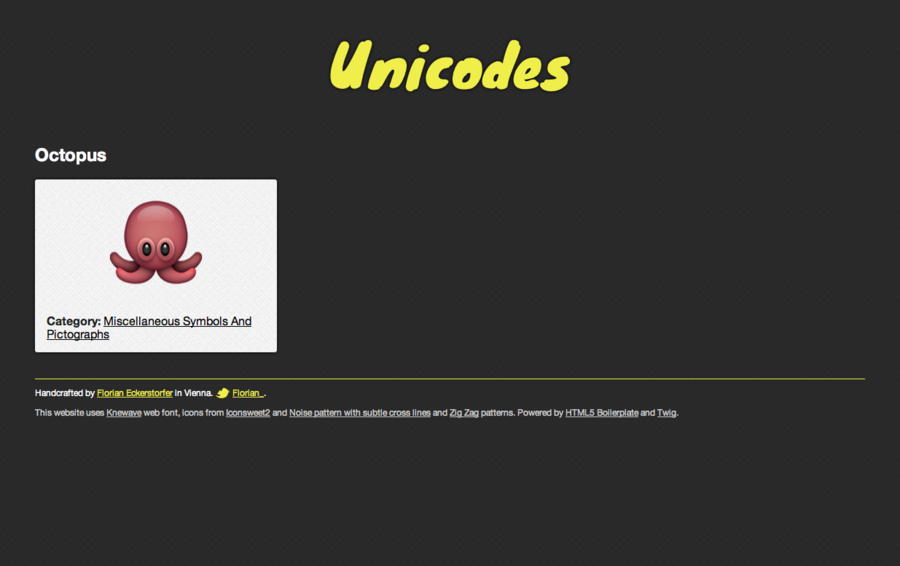 Unicodes
Octopus
Category: Miscellaneous Symbols And
Pictographs
Handcrafted by Florian Eckerstorfer in Vienna. Florian_.
This website uses Knewave web font, icons from Iconsweet2 and Noise pattern with subtle cross lines and Zig Zag patterns. Powered by HTML5 Boilerplate and Twig.